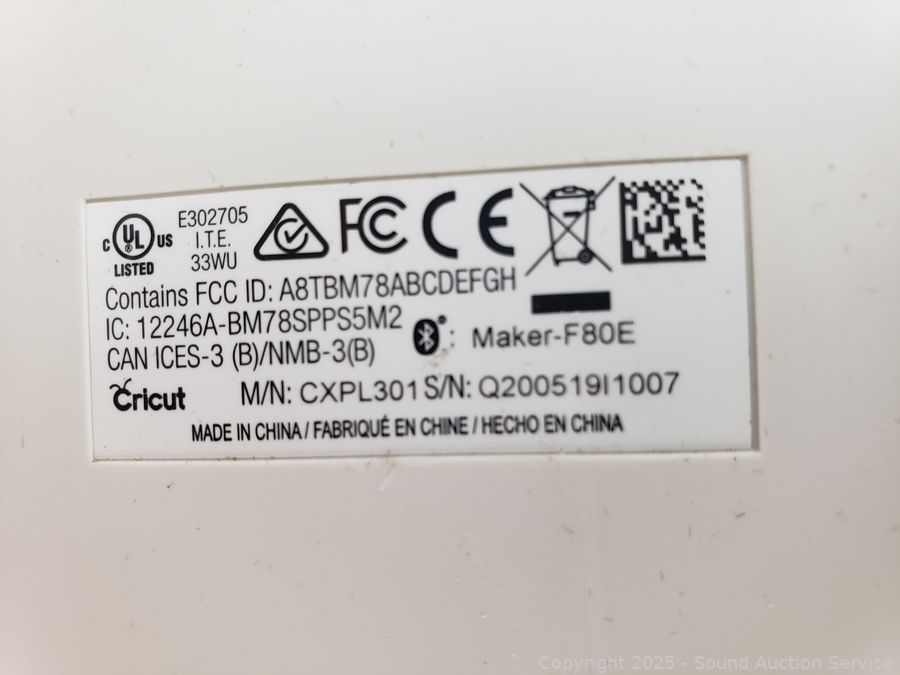 C UL US LISTED
E302705
I.T.E.
33WU
FC CE
Contains FCC ID: A8TBM78ABCDEFGH
IC: 12246A-BM78SPPS5M2
CAN ICES-3 (B)/NMB-3(B)
: Maker-F80E
Cricut M/N: CXPL301 S/N: Q200519I1007
MADE IN CHINA / FABRIQUÉ EN CHINE / HECHO EN CHINA
Copyright 2025 - Sound Auction Service